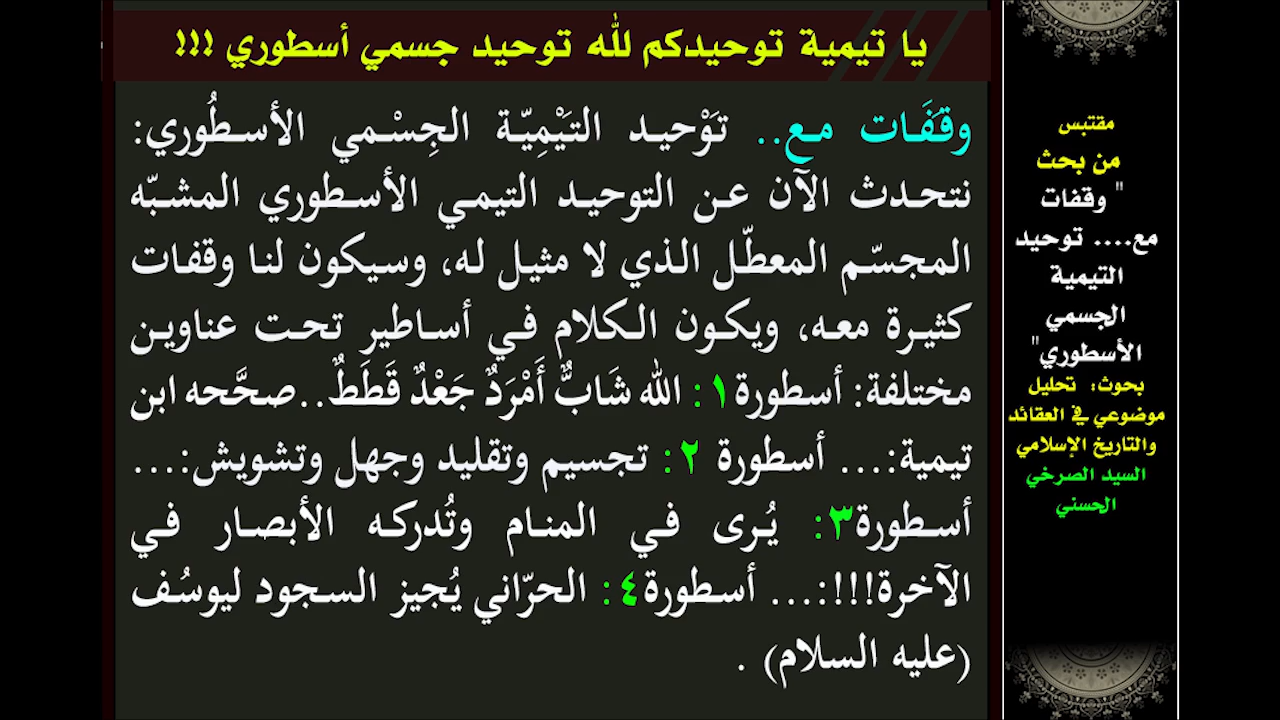 يا تيمية توحيدكم لله توحيد جسمي أسطوري !!!
وقَفَات مع.. تَوْحيد التيَْمِيّة الجِسْمي الأسطُوري:
نتحدث الآن عن التوحيد التيمي الأسطوري المشبّه
المجسّم المعطّل الذي لا مثيل له، وسيكون لنا وقفات
كثيرة معه، ويكون الكلام في أساطير تحت عناوين
مختلفة: أسطورة١: الله شَابٌّ أَمْرَدٌ جَعْدٌ قَطَطٌ..صحَّحه ابن
تيمية:... أسطورة ٢: تجسيم وتقليد وجهل وتشويش:...
أسطورة٣: يُرى في المنام وتُدركه الأبصار في
الآخرة!!!:... أسطورة٤: الحرّاني يُجيز السجود ليوسُف
(عليه السلام) .
مقتبس
من بحث
" وقفات
مع.... توحيد
التيمية
الجسمي
الأسطوري"
بحوث: تحليل
موضوعي في العقائد
والتاريخ الإسلامي
السيد الصرخي
الحسني